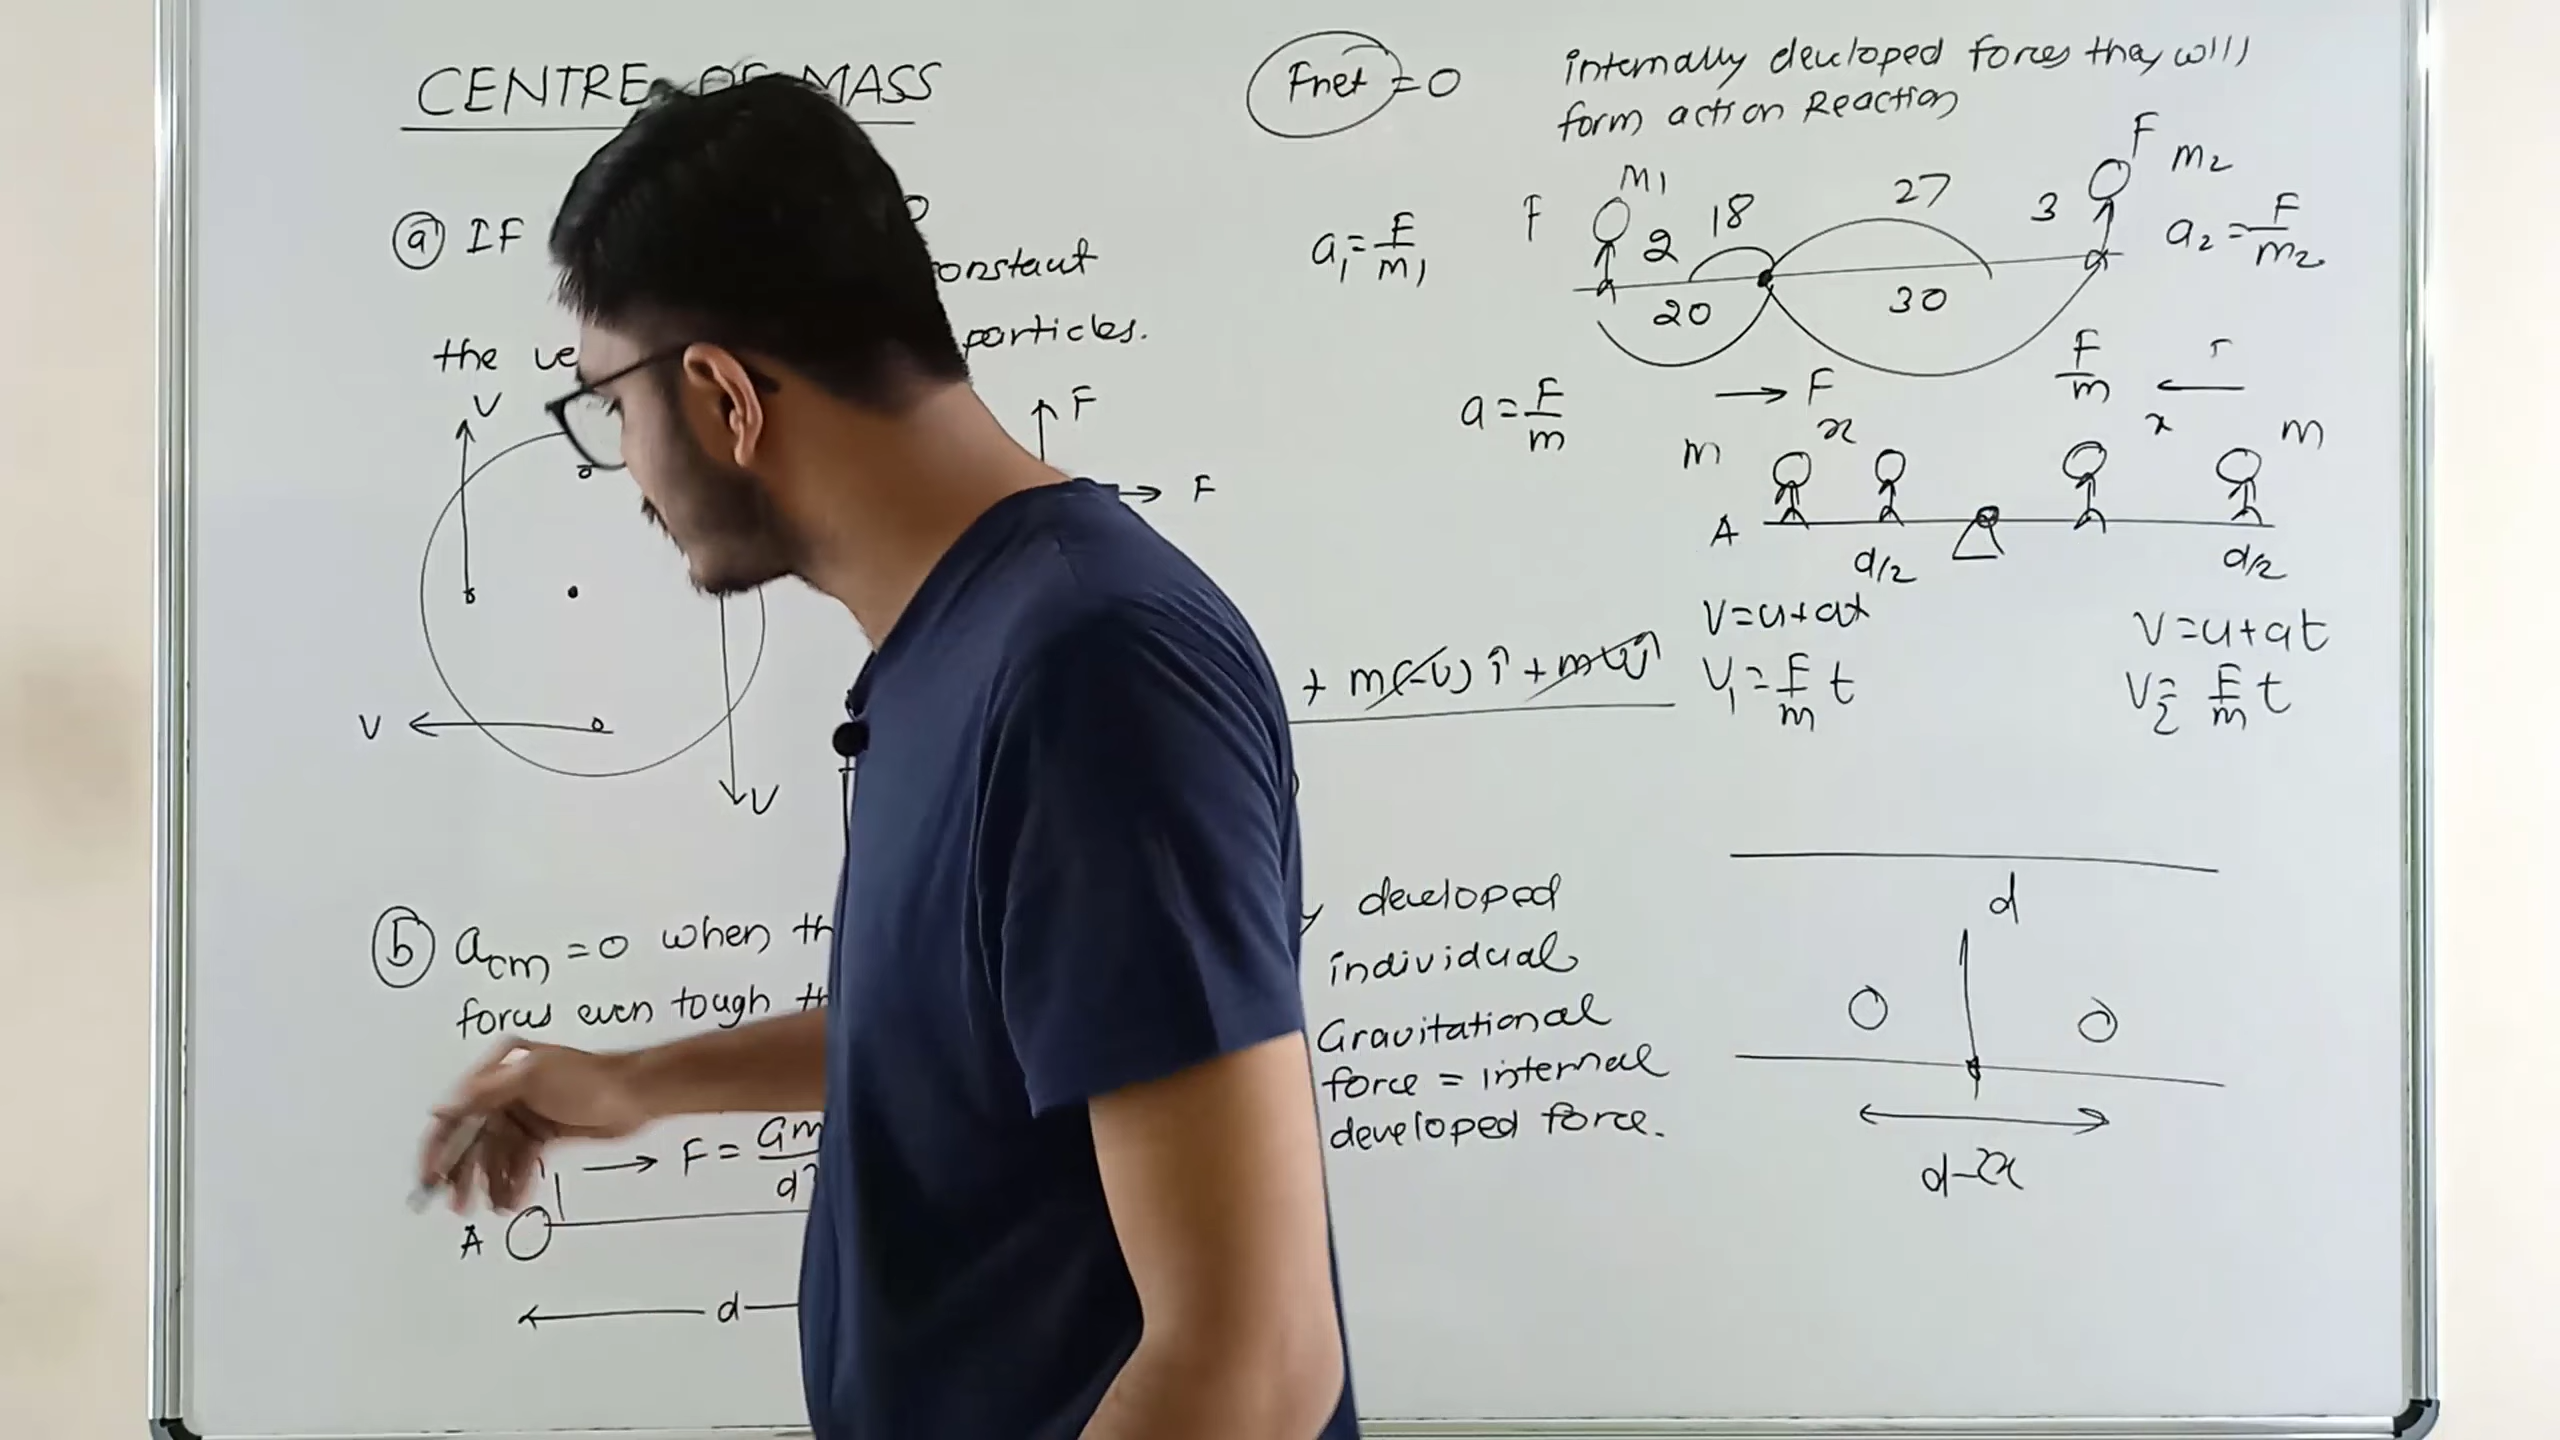 CENTRE OF MASS
(a) IF
constant
the ve particles.
V
V
V
F
F
+ m(-v) î + m(v)ĵ
(b) acm = 0 when th
forces even tough th
→ F = Gm
d²
A
d
y developed
individual
Gravitational
force = internal
developed force.
Fnet = 0
internally developed forces they will
form action Reaction
F m1 2 18 27 3 F m2
a1 = F/m1
a2 = F/m2
20 30
a = F/m
→ F
F/m
x x
m m
A
d/2 d/2
V = u + at V = u + at
V1 = F/m t V2 = F/m t
d
d-2x